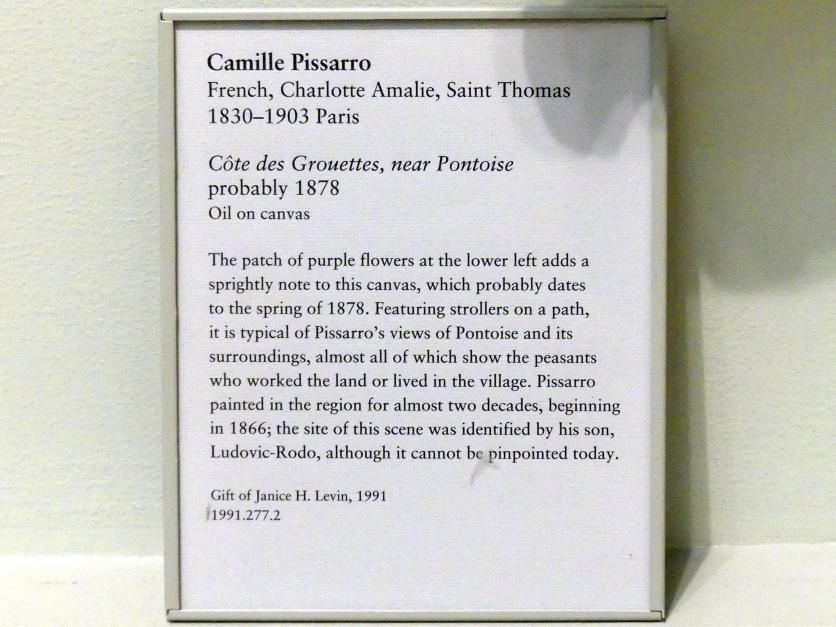 Camille Pissarro
French, Charlotte Amalie, Saint Thomas
1830–1903 Paris
Côte des Grouettes, near Pontoise
probably 1878
Oil on canvas
The patch of purple flowers at the lower left adds a
sprightly note to this canvas, which probably dates
to the spring of 1878. Featuring strollers on a path,
it is typical of Pissarro’s views of Pontoise and its
surroundings, almost all of which show the peasants
who worked the land or lived in the village. Pissarro
painted in the region for almost two decades, beginning
in 1866; the site of this scene was identified by his son,
Ludovic-Rodo, although it cannot be pinpointed today.
Gift of Janice H. Levin, 1991
1991.277.2